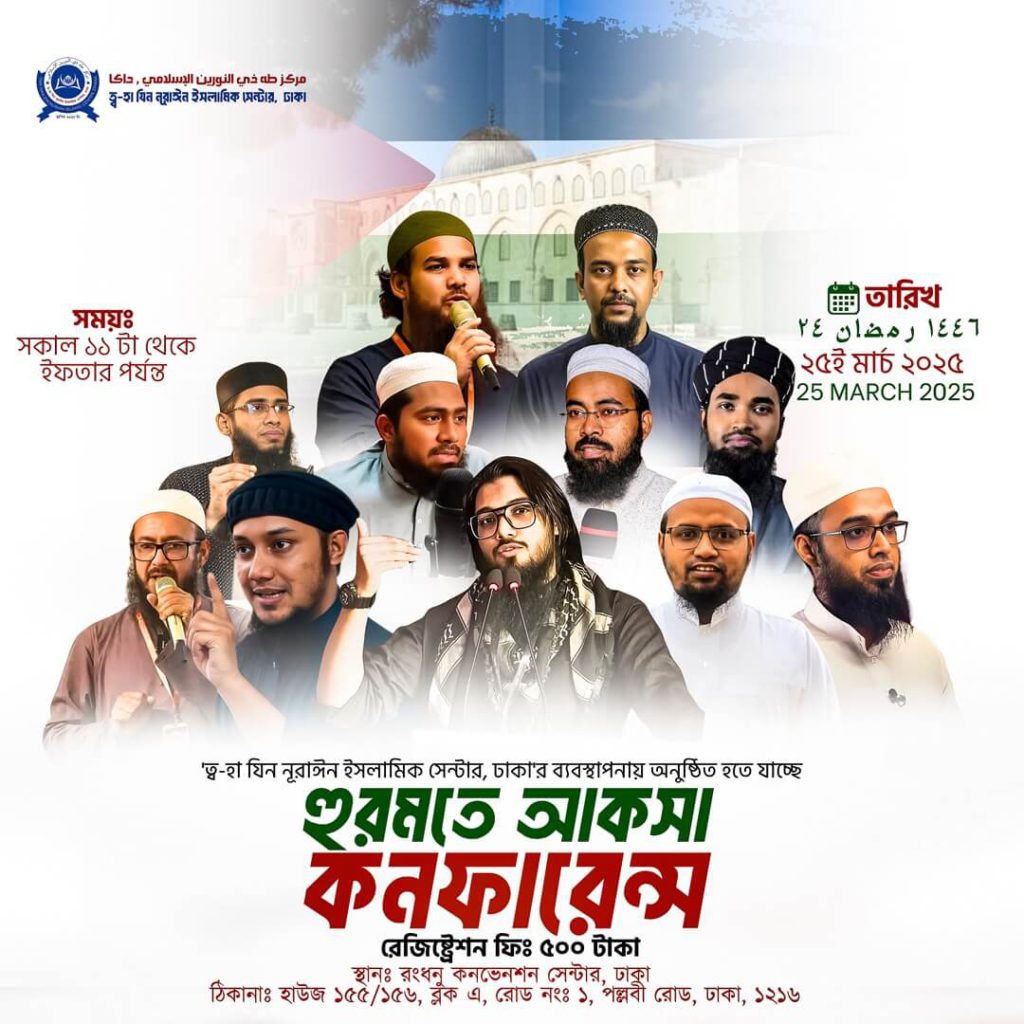 مركز طه ذي النورين الإسلامي , داكا
ত্ব-হা যিন নূরাঈন ইসলামিক সেন্টার, ঢাকা
সময়ঃ
সকাল ১১ টা থেকে
ইফতার পর্যন্ত
তারিখ
٢٤ رمضان ١٤٤٦
২৫ই মার্চ ২০২৫
25 MARCH 2025
'ত্ব-হা যিন নূরাঈন ইসলামিক সেন্টার, ঢাকা'র ব্যবস্থাপনায় অনুষ্ঠিত হতে যাচ্ছে
হুরমতে আকসা
কনফারেন্স
রেজিষ্ট্রেশন ফিঃ ৫০০ টাকা
স্থানঃ রংধনু কনভেনশন সেন্টার, ঢাকা
ঠিকানাঃ হাউজ ১৫৫/১৫৬, ব্লক এ, রোড নংঃ ১, পল্লবী রোড, ঢাকা, ১২১৬